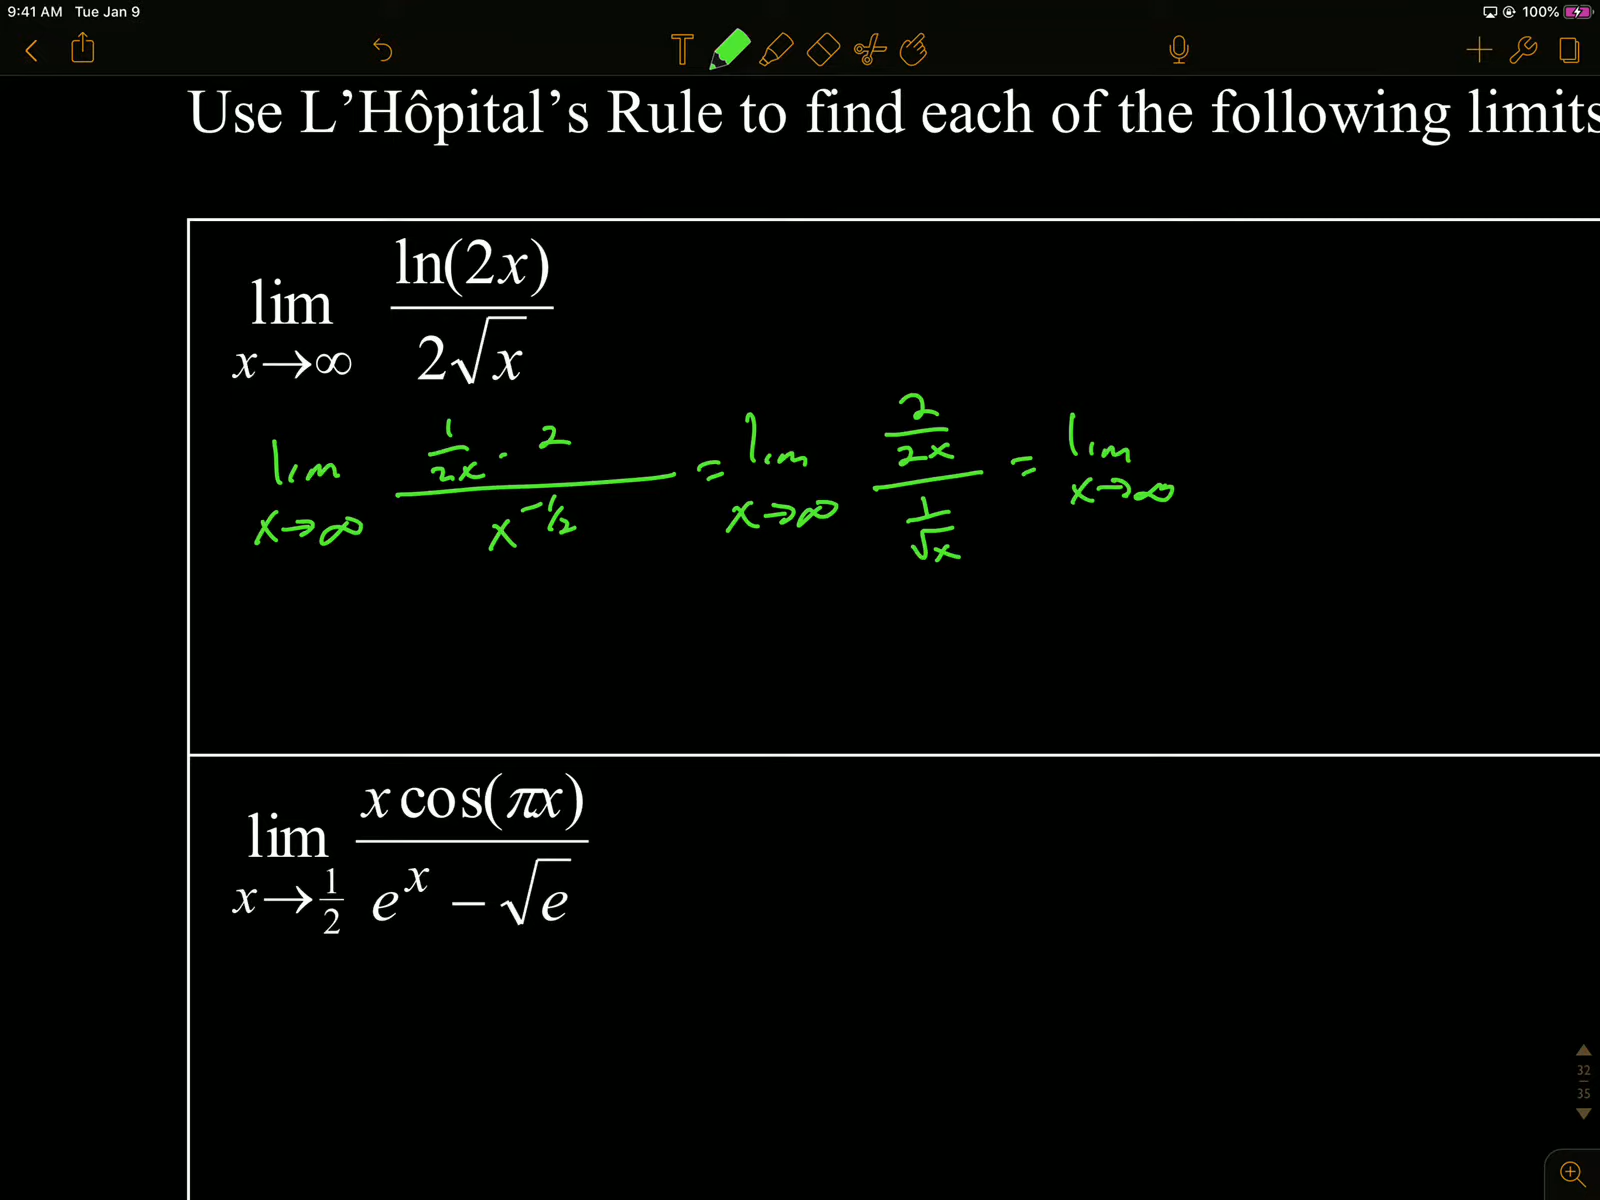 9:41 AM Tue Jan 9 100%
T
Use L’Hôpital’s Rule to find each of the following limits
lim x→∞ ln(2x) / 2√x
lim x→∞ (1/2x · 2) / x^(-1/2) = lim x→∞ (2/2x) / (1/√x) = lim x→∞
lim x→1/2 x cos(πx) / e^x − √e
32
35